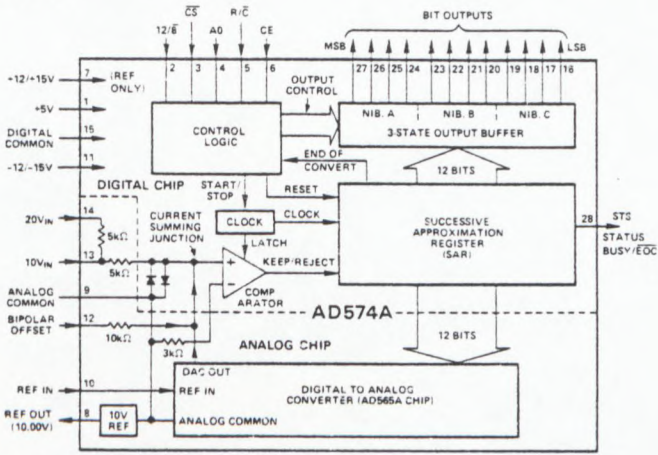 BIT OUTPUTS
12/8̅ C̅S̅ A0 R/C̅ CE
MSB LSB
2 3 4 5 6
27 26 25 24 23 22 21 20 19 18 17 16
+12/+15V 7 (REF ONLY)
+5V 1
DIGITAL COMMON 15
-12/-15V 11
OUTPUT CONTROL
CONTROL LOGIC
NIB. A NIB. B NIB. C
3-STATE OUTPUT BUFFER
END OF CONVERT
12 BITS
DIGITAL CHIP
START/STOP
RESET
20VIN 14
5kΩ
CURRENT SUMMING JUNCTION
CLOCK
CLOCK
LATCH
SUCCESSIVE APPROXIMATION REGISTER (SAR)
28 STS
STATUS
BUSY/E̅O̅C̅
10VIN 13
5kΩ
+
-
COMPARATOR
KEEP/REJECT
ANALOG COMMON 9
AD574A
BIPOLAR OFFSET 12
10kΩ
3kΩ
ANALOG CHIP
12 BITS
DAC OUT
REF IN 10
REF IN
DIGITAL TO ANALOG CONVERTER (AD565A CHIP)
REF OUT (10.00V) 8
10V REF
ANALOG COMMON